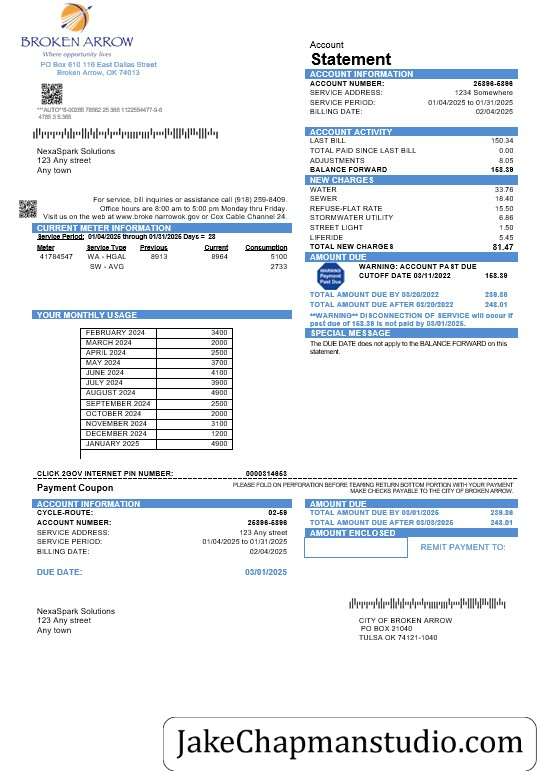 BROKEN ARROW
Where opportunity lives
PO Box 610 116 East Dallas Street
Broken Arrow, OK 74013
4785 3 5.365
NexaSpark Solutions
123 Any street
Any town
For service, bill inquiries or assistance call (918) 259-8409.
Office hours are 8:00 am to 5:00 pm Monday thru Friday.
Visit us on the web at www.broke narrowok.gov or Cox Cable Channel 24.
CURRENT METER INFORMATION
Service Period: 01/04/2025 through 01/31/2025 Days = 28
Meter Service Type Previous Current Consumption
41784547 WA - HGAL 8913 8964 5100
SW - AVG 2733
YOUR MONTHLY USAGE
FEBRUARY 2024 3400
MARCH 2024 2000
APRIL 2024 2500
MAY 2024 3700
JUNE 2024 4100
JULY 2024 3900
AUGUST 2024 4900
SEPTEMBER 2024 2500
OCTOBER 2024 2000
NOVEMBER 2024 3100
DECEMBER 2024 1200
JANUARY 2025 4900
Account
Statement
ACCOUNT INFORMATION
ACCOUNT NUMBER: 25896-5896
SERVICE ADDRESS: 1234 Somewhere
SERVICE PERIOD: 01/04/2025 to 01/31/2025
BILLING DATE: 02/04/2025
ACCOUNT ACTIVITY
LAST BILL 150.34
TOTAL PAID SINCE LAST BILL 0.00
ADJUSTMENTS 8.05
BALANCE FORWARD 158.39
NEW CHARGES
WATER 33.76
SEWER 18.40
REFUSE-FLAT RATE 15.50
STORMWATER UTILITY 6.86
STREET LIGHT 1.50
LIFERIDE 5.45
TOTAL NEW CHARGES 81.47
AMOUNT DUE
Payment
Past Due
WARNING: ACCOUNT PAST DUE
CUTOFF DATE 03/11/2022 158.39
TOTAL AMOUNT DUE BY 03/20/2022 239.86
TOTAL AMOUNT DUE AFTER 03/20/2022 248.01
**WARNING** DISCONNECTION OF SERVICE will occur if
past due of 158.39 is not paid by 03/01/2025.
SPECIAL MESSAGE
The DUE DATE does not apply to the BALANCE FORWARD on this
statement.
CLICK 2GOV INTERNET PIN NUMBER: 0000314653
Payment Coupon
PLEASE FOLD ON PERFORATION BEFORE TEARING RETURN BOTTOM PORTION WITH YOUR PAYMENT
MAKE CHECKS PAYABLE TO THE CITY OF BROKEN ARROW.
ACCOUNT INFORMATION
CYCLE-ROUTE: 02-59
ACCOUNT NUMBER: 25896-5896
SERVICE ADDRESS: 123 Any street
SERVICE PERIOD: 01/04/2025 to 01/31/2025
BILLING DATE: 02/04/2025
DUE DATE: 03/01/2025
AMOUNT DUE
TOTAL AMOUNT DUE BY 03/01/2025 239.86
TOTAL AMOUNT DUE AFTER 03/03/2025 248.01
AMOUNT ENCLOSED
REMIT PAYMENT TO:
NexaSpark Solutions
123 Any street
Any town
CITY OF BROKEN ARROW
PO BOX 21040
TULSA OK 74121-1040
JakeChapmanstudio.com